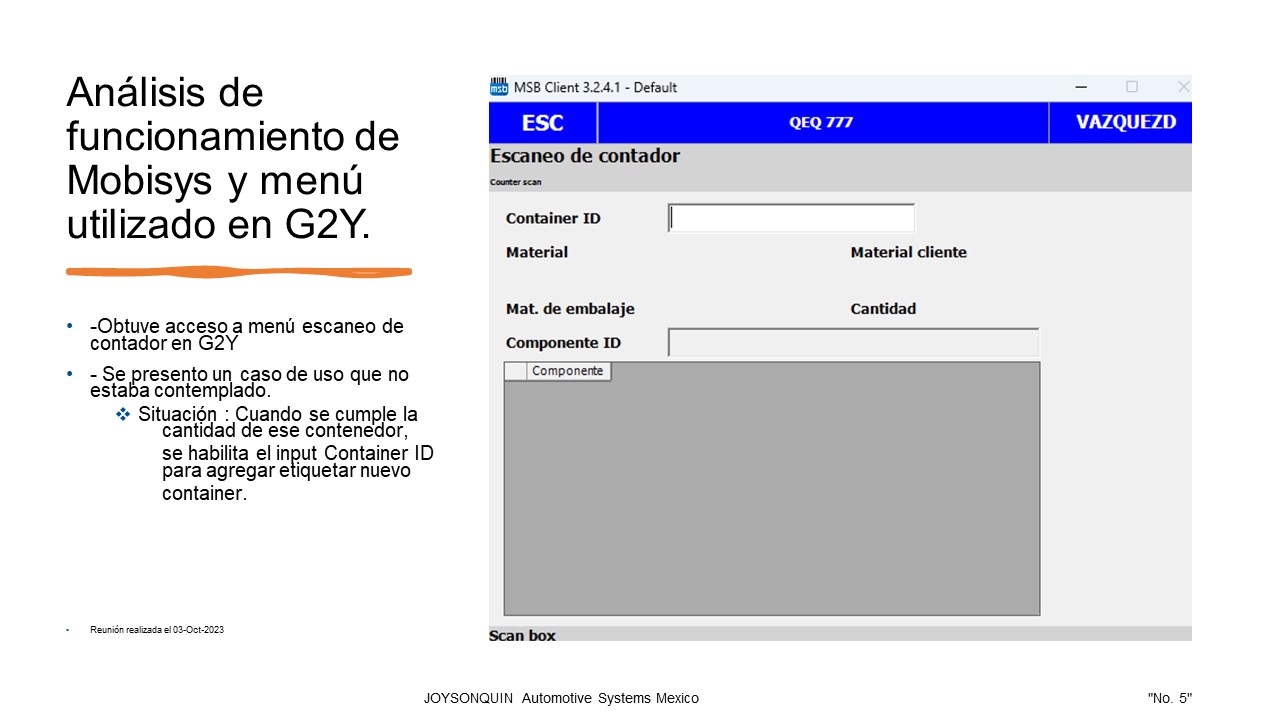 Análisis de
funcionamiento de
Mobisys y menú
utilizado en G2Y.
• -Obtuve acceso a menú escaneo de
contador en G2Y
• - Se presento un caso de uso que no
estaba contemplado.
❖ Situación : Cuando se cumple la
cantidad de ese contenedor,
se habilita el input Container ID
para agregar etiquetar nuevo
container.
• Reunión realizada el 03-Oct-2023
msb MSB Client 3.2.4.1 - Default
ESC QEQ 777 VAZQUEZD
Escaneo de contador
Counter scan
Container ID
Material Material cliente
Mat. de embalaje Cantidad
Componente ID
Componente
Scan box
JOYSONQUIN Automotive Systems Mexico "No. 5"